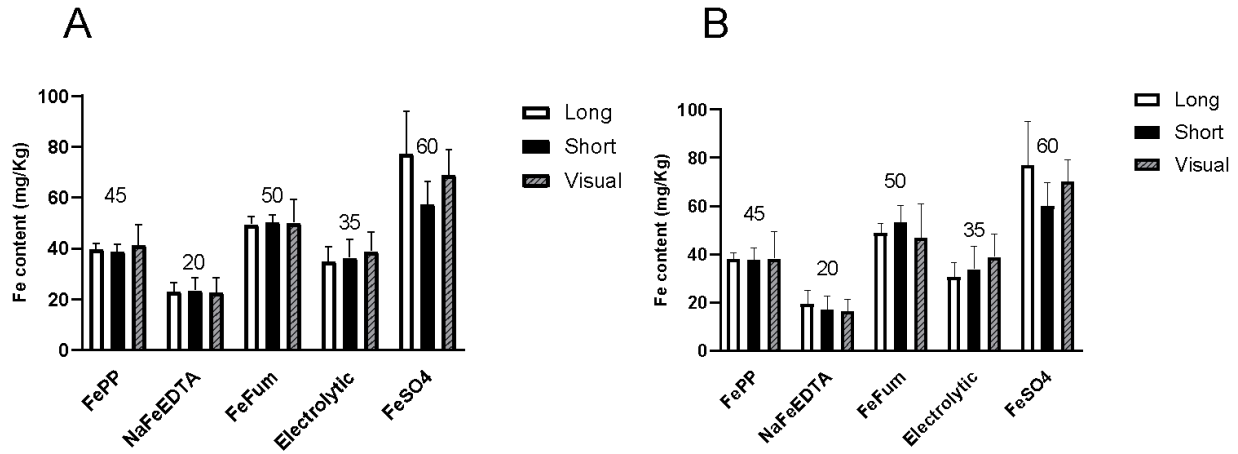 A
Fe content (mg/Kg)
100
80
60
40
20
0
45
20
50
35
60
FePP
NaFeEDTA
FeFum
Electrolytic
FeSO4
Long
Short
Visual
B
Fe content (mg/Kg)
100
80
60
40
20
0
45
20
50
35
60
FePP
NaFeEDTA
FeFum
Electrolytic
FeSO4
Long
Short
Visual